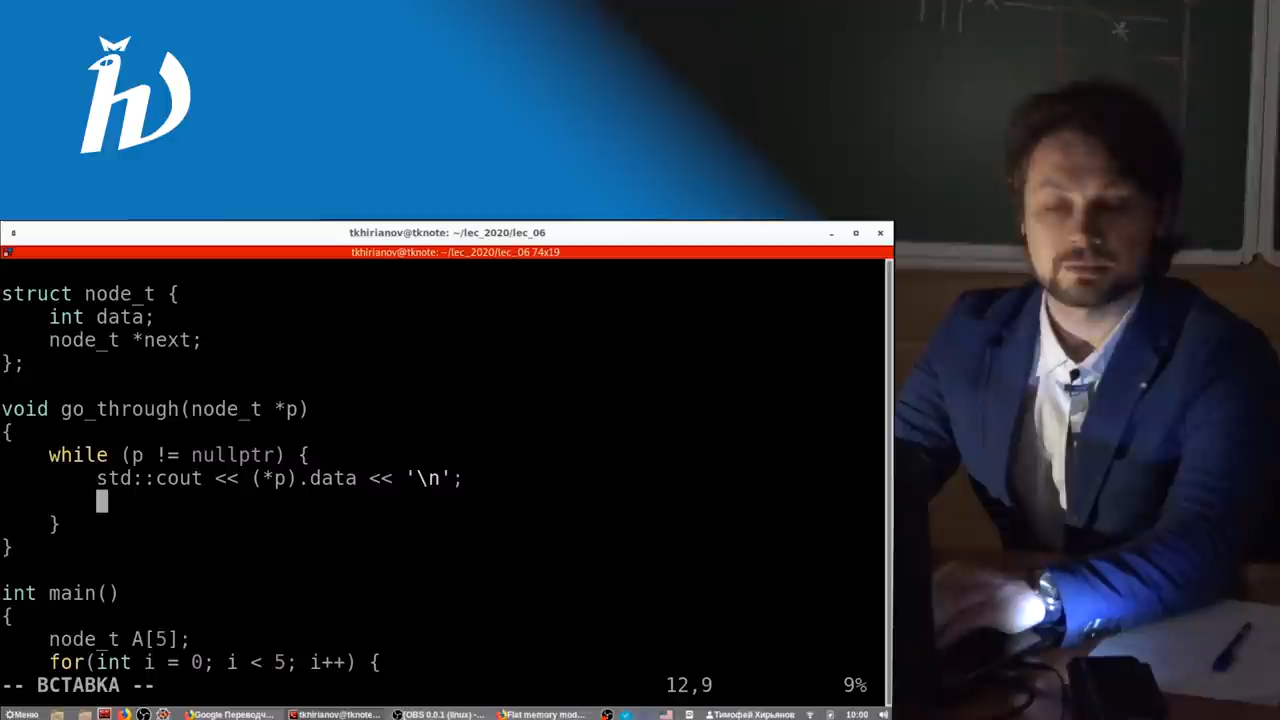 tkhirianov@tknote: ~/lec_2020/lec_06
tkhirianov@tknote: ~/lec_2020/lec_06 74x19
struct node_t {
    int data;
    node_t *next;
};
void go_through(node_t *p)
{
    while (p != nullptr) {
        std::cout << (*p).data << '\n';
    }
}
int main()
{
    node_t A[5];
    for(int i = 0; i < 5; i++) {
-- ВСТАВКА -- 12,9 9%
Меню Google Переводч... tkhirianov@tknote... [OBS 0.0.1 (linux)-... Flat memory mod... Тимофей Хирьянов 10:00